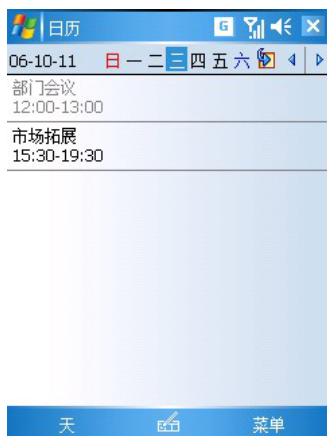 日历 G
06-10-11 日 一 二 三 四 五 六
部门会议
12:00-13:00
市场拓展
15:30-19:30
天 菜单